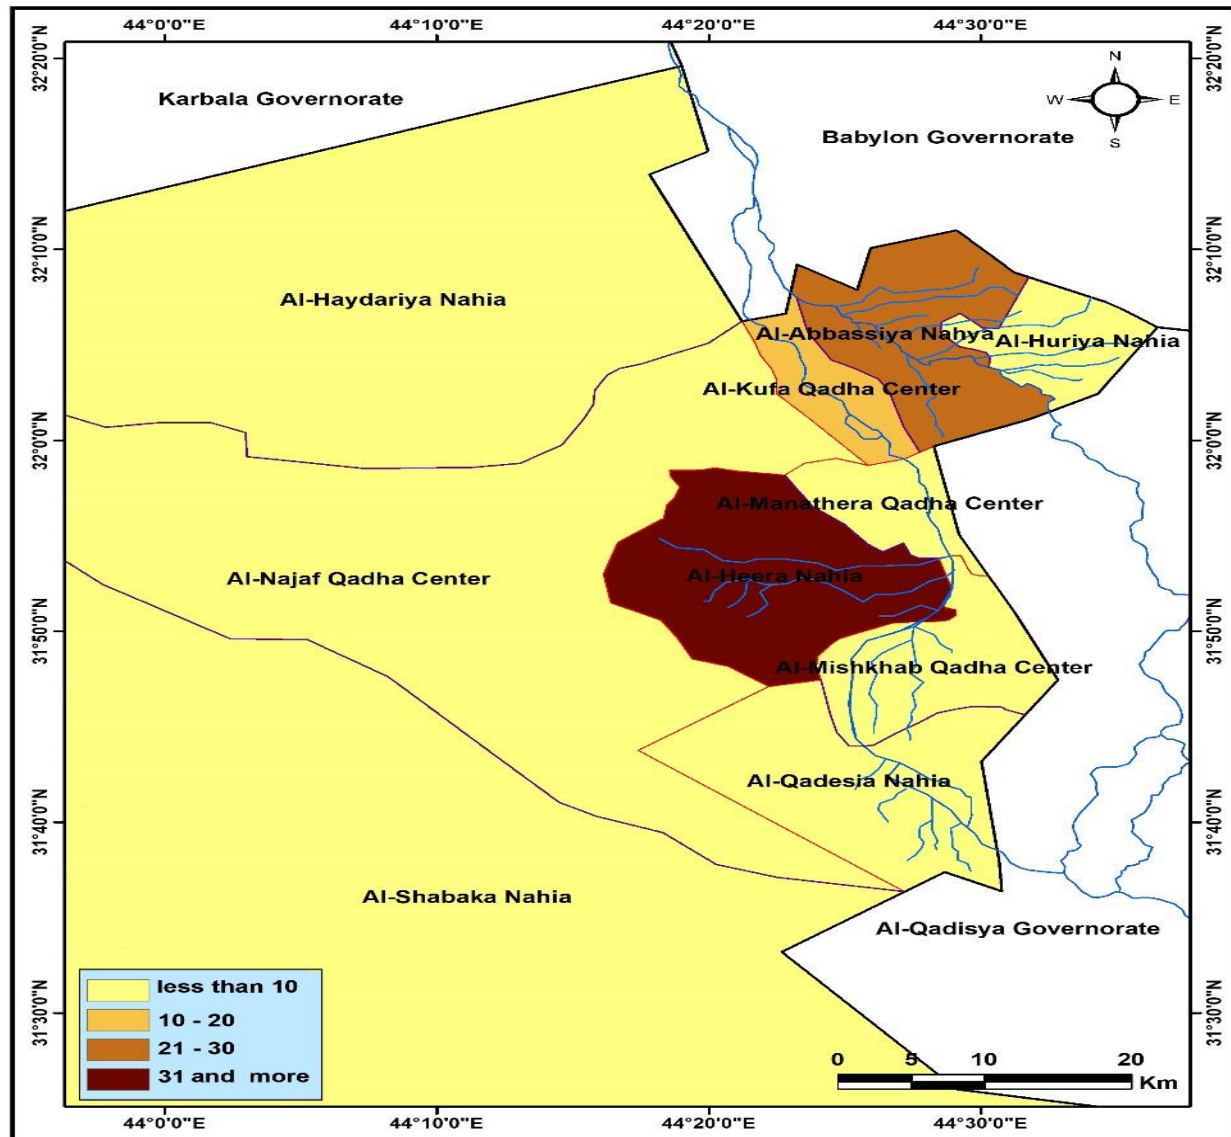 44°0'0"E 44°10'0"E 44°20'0"E 44°30'0"E
32°20'0"N 32°20'0"N
N
W E
S
Karbala Governorate
Babylon Governorate
32°10'0"N 32°10'0"N
Al-Haydariya Nahia
Al-Abbassiya Nahya
Al-Huriya Nahia
Al-Kufa Qadha Center
32°0'0"N 32°0'0"N
Al-Manathera Qadha Center
Al-Najaf Qadha Center
Al-Heera Nahia
31°50'0"N 31°50'0"N
Al-Mishkhab Qadha Center
Al-Qadesia Nahia
31°40'0"N 31°40'0"N
Al-Shabaka Nahia
Al-Qadisya Governorate
31°30'0"N 31°30'0"N
less than 10
10 - 20
21 - 30
31 and more
0 5 10 20
Km
44°0'0"E 44°10'0"E 44°20'0"E 44°30'0"E